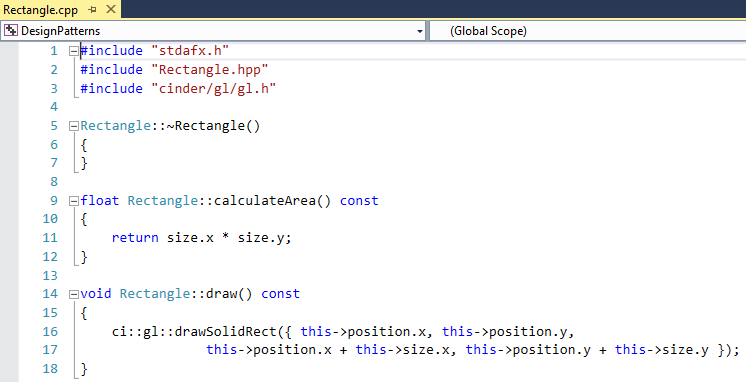 Rectangle.cpp
DesignPatterns (Global Scope)
1 #include "stdafx.h"
2 #include "Rectangle.hpp"
3 #include "cinder/gl/gl.h"
4
5 Rectangle::~Rectangle()
6 {
7 }
8
9 float Rectangle::calculateArea() const
10 {
11     return size.x * size.y;
12 }
13
14 void Rectangle::draw() const
15 {
16     ci::gl::drawSolidRect({ this->position.x, this->position.y,
17                 this->position.x + this->size.x, this->position.y + this->size.y });
18 }